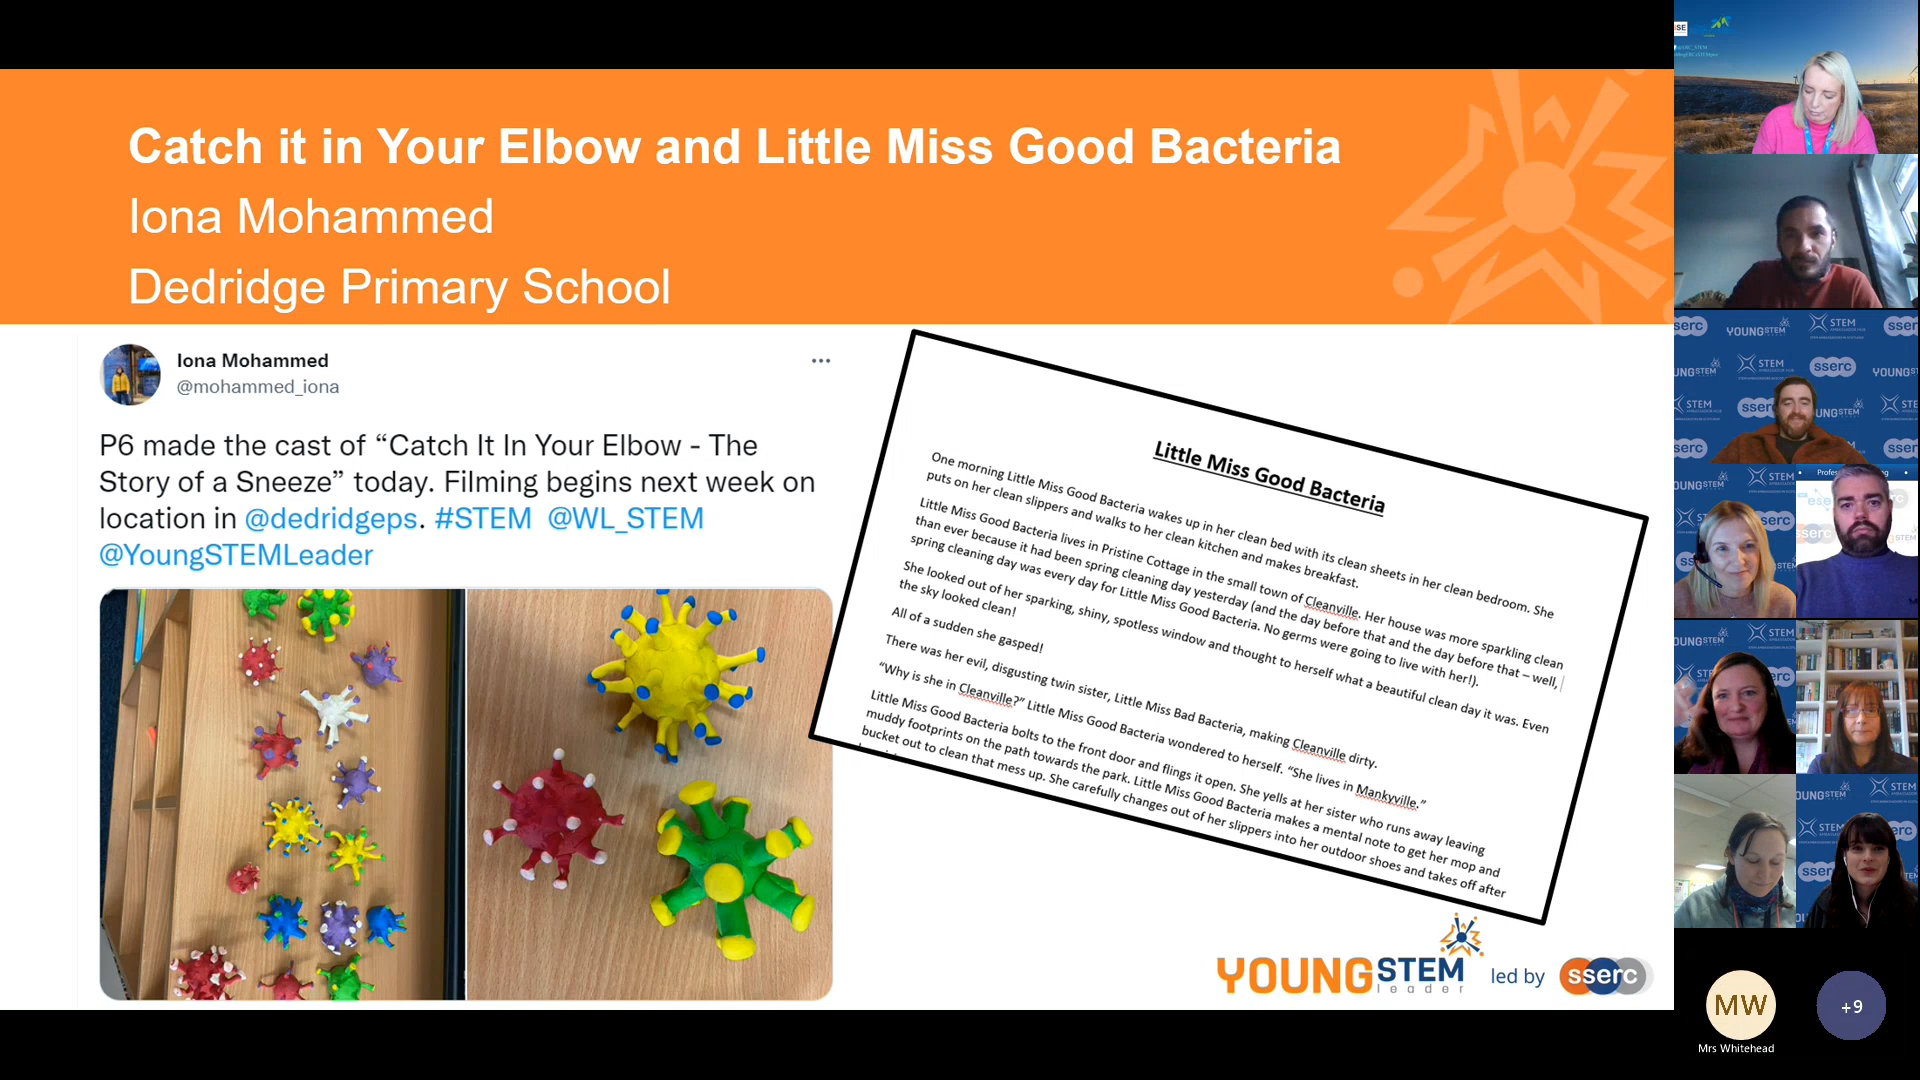 Catch it in Your Elbow and Little Miss Good Bacteria
Iona Mohammed
Dedridge Primary School
Iona Mohammed
@mohammed_iona
P6 made the cast of “Catch It In Your Elbow - The
Story of a Sneeze” today. Filming begins next week on
location in @dedridgeps. #STEM @WL_STEM
@YoungSTEMLeader
Little Miss Good Bacteria
One morning Little Miss Good Bacteria wakes up in her clean bed with its clean sheets in her clean bedroom. She
puts on her clean slippers and walks to her clean kitchen and makes breakfast.
Little Miss Good Bacteria lives in Pristine Cottage in the small town of Cleanville. Her house was more sparkling clean
than ever because it had been spring cleaning day yesterday (and the day before that and the day before that – well,
spring cleaning day was every day for Little Miss Good Bacteria. No germs were going to live with her!).
She looked out of her sparking, shiny, spotless window and thought to herself what a beautiful clean day it was. Even
the sky looked clean!
All of a sudden she gasped!
There was her evil, disgusting twin sister, Little Miss Bad Bacteria, making Cleanville dirty.
“Why is she in Cleanville?” Little Miss Good Bacteria wondered to herself. “She lives in Mankyville.”
Little Miss Good Bacteria bolts to the front door and flings it open. She yells at her sister who runs away leaving
muddy footprints on the path towards the park. Little Miss Good Bacteria makes a mental note to get her mop and
bucket out to clean that mess up. She carefully changes out of her slippers into her outdoor shoes and takes off after
YOUNG STEM
leader
led by
sserc
serc
YOUNGSTEM
STEM
sserc
MW
Mrs Whitehead
+9